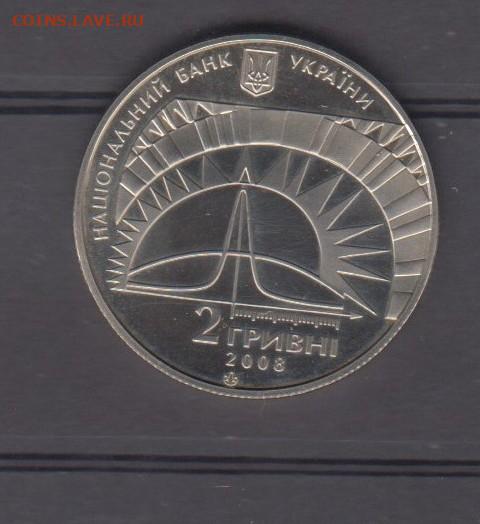 COINS.LAVE.RU
НАЦІОНАЛЬНИЙ БАНК УКРАЇНИ
2 ГРИВНІ
2008